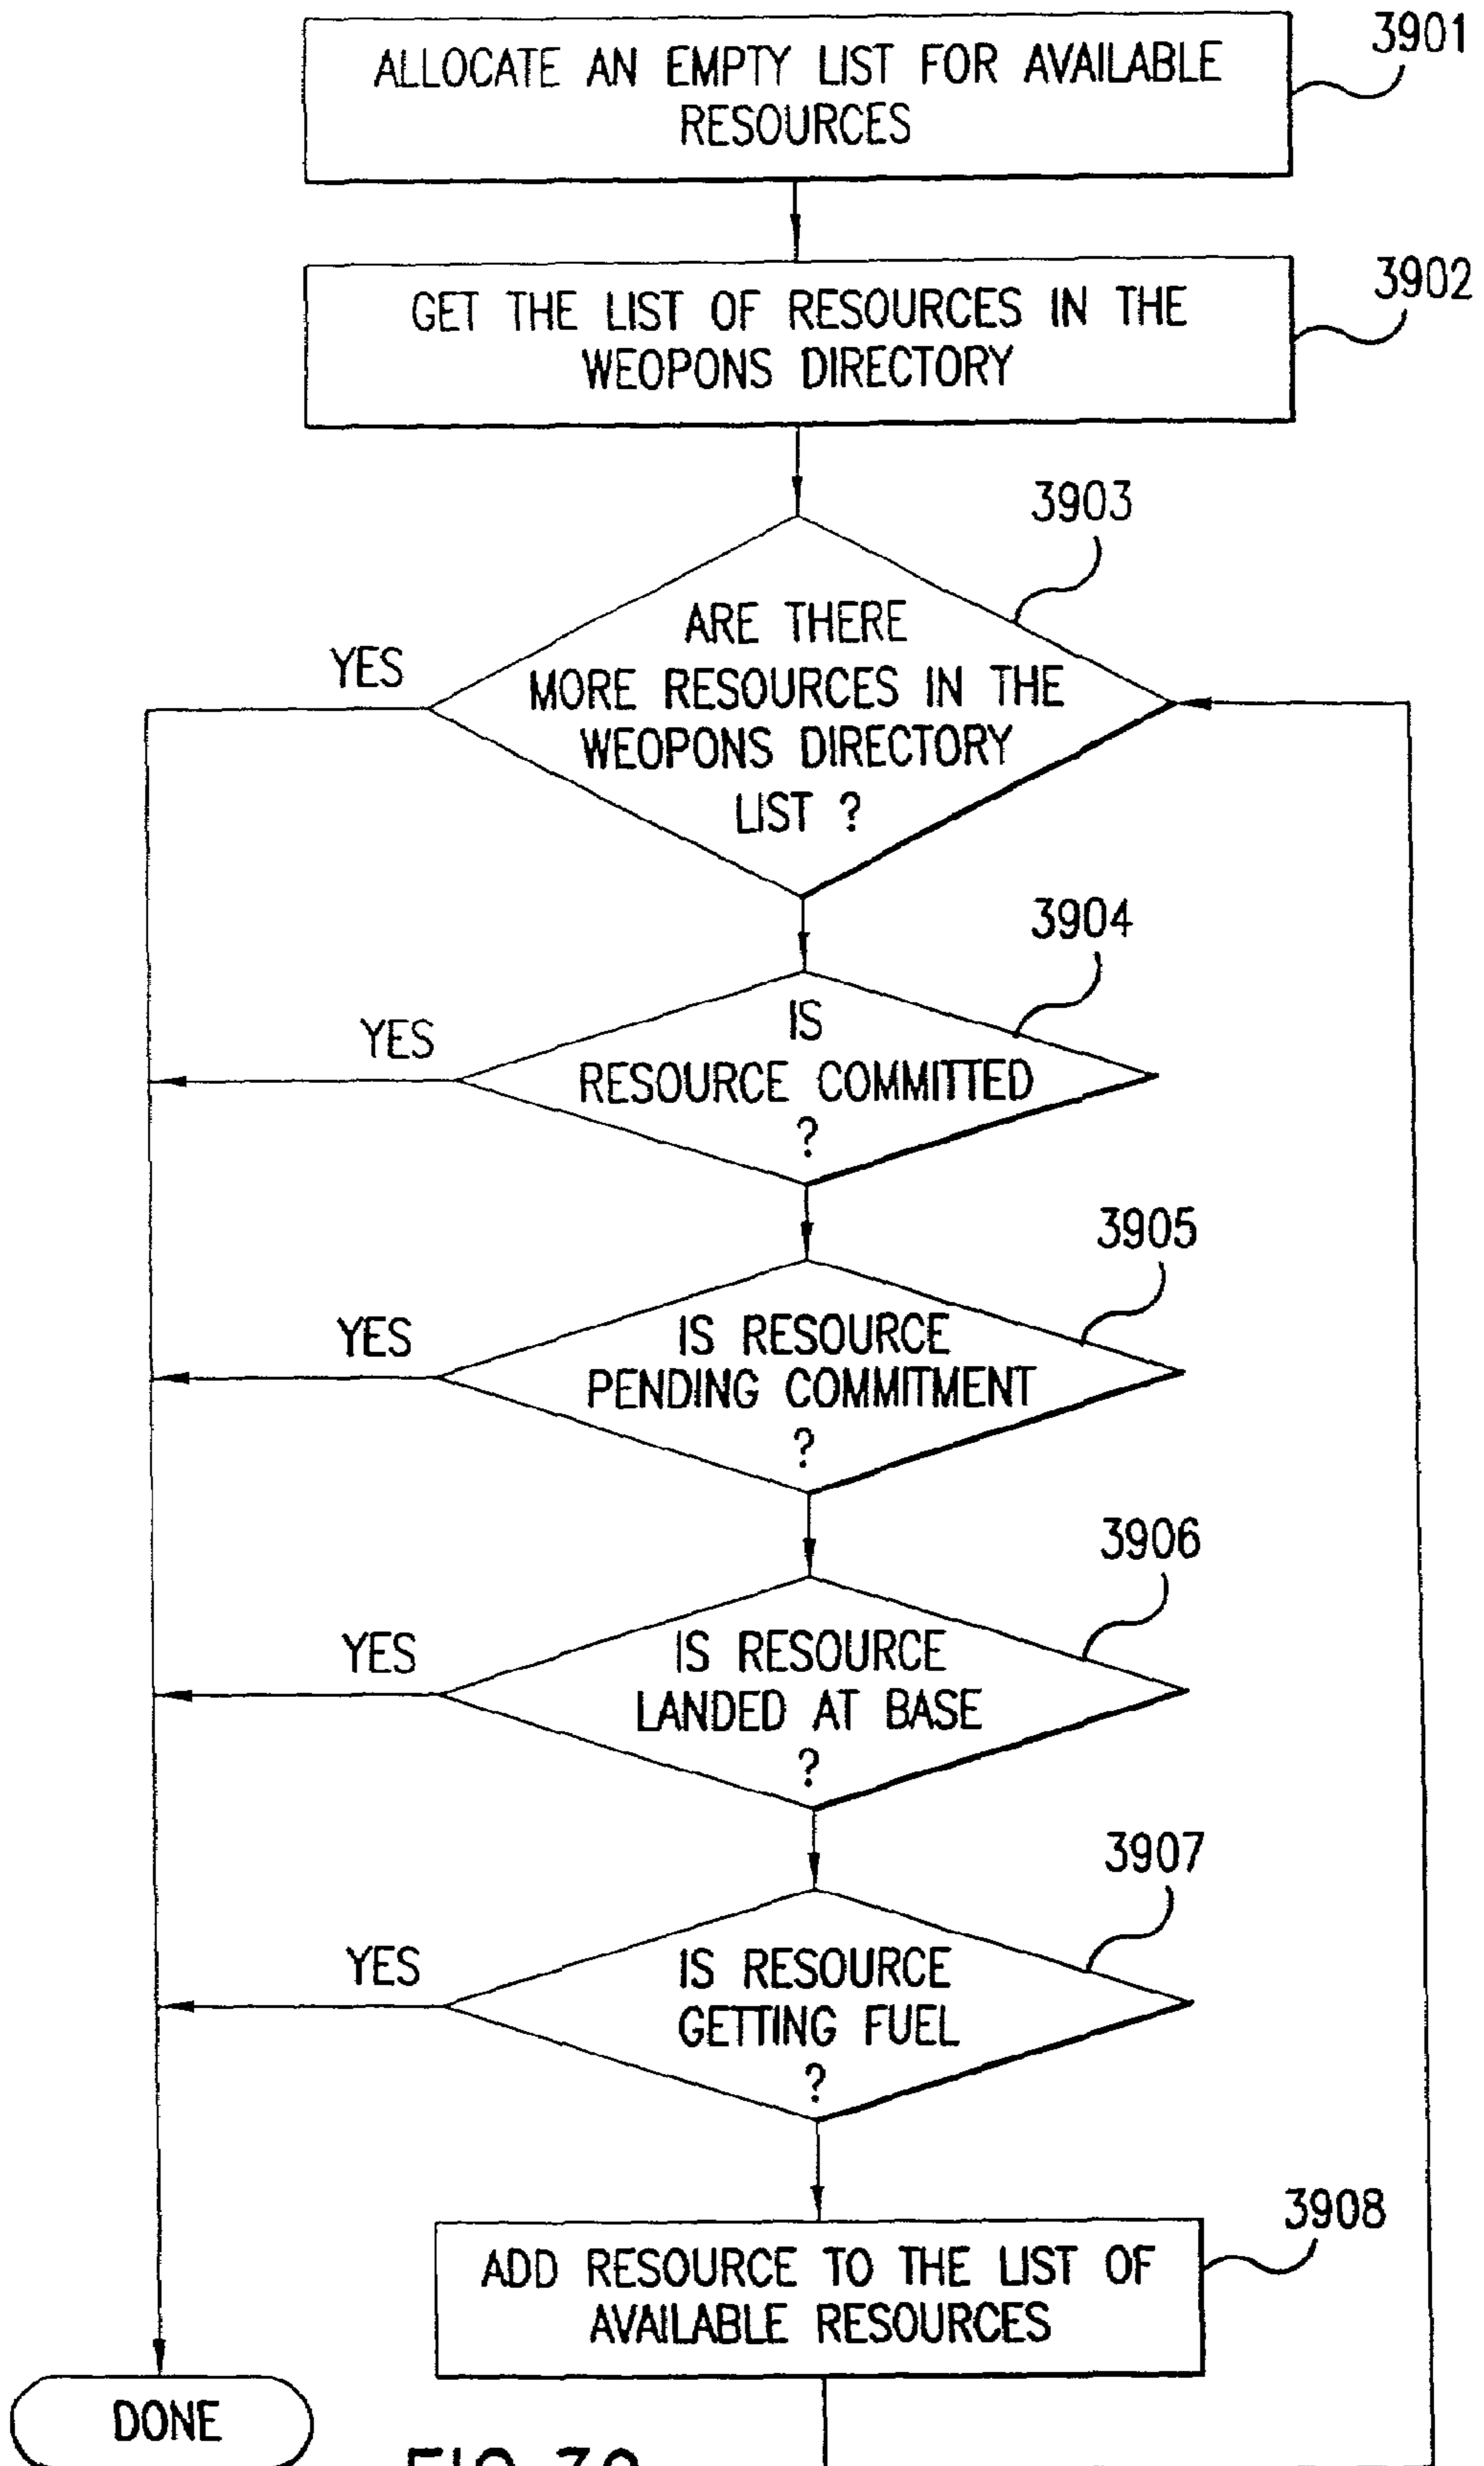 3901
ALLOCATE AN EMPTY LIST FOR AVAILABLE
RESOURCES
3902
GET THE LIST OF RESOURCES IN THE
WEOPONS DIRECTORY
3903
ARE THERE
MORE RESOURCES IN THE
WEOPONS DIRECTORY
LIST ?
YES
3904
IS
RESOURCE COMMITTED
?
YES
3905
IS RESOURCE
PENDING COMMITMENT
?
YES
3906
IS RESOURCE
LANDED AT BASE
?
YES
3907
IS RESOURCE
GETTING FUEL
?
YES
3908
ADD RESOURCE TO THE LIST OF
AVAILABLE RESOURCES
DONE